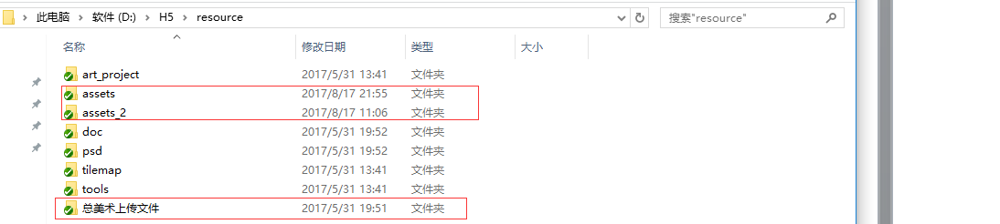 此电脑 > 软件 (D:) > H5 > resource
搜索"resource"
名称 修改日期 类型 大小
art_project 2017/5/31 13:41 文件夹
assets 2017/8/17 21:55 文件夹
assets_2 2017/8/17 11:06 文件夹
doc 2017/5/31 19:52 文件夹
psd 2017/5/31 19:52 文件夹
tilemap 2017/5/31 13:41 文件夹
tools 2017/5/31 13:41 文件夹
总美术上传文件 2017/5/31 19:51 文件夹